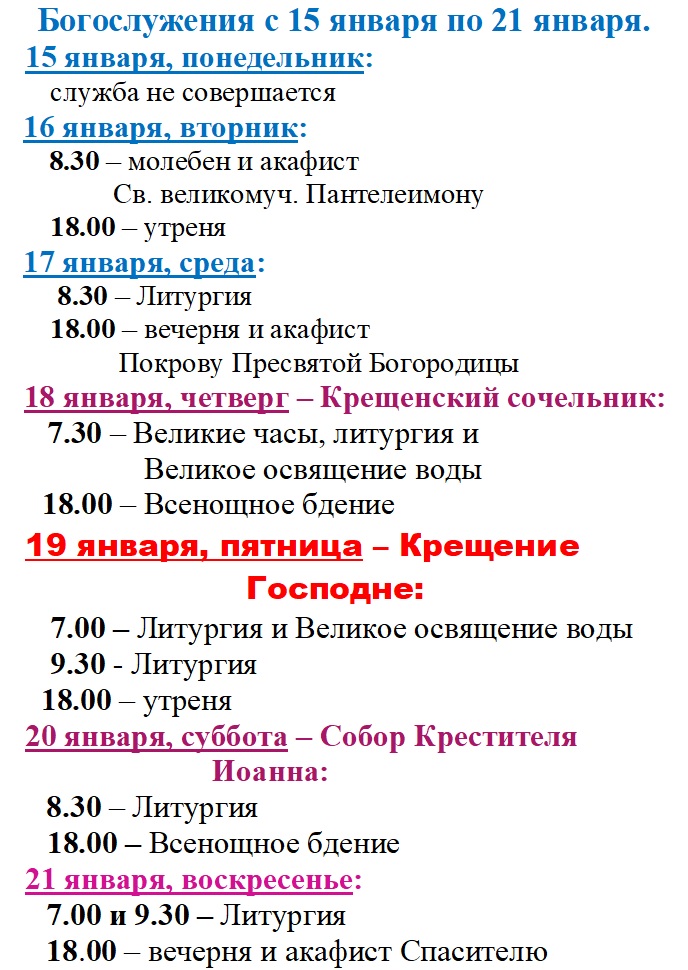 Богослужения с 15 января по 21 января.
15 января, понедельник:
служба не совершается
16 января, вторник:
8.30 – молебен и акафист
Св. великомуч. Пантелеимону
18.00 – утреня
17 января, среда:
8.30 – Литургия
18.00 – вечерня и акафист
Покрову Пресвятой Богородицы
18 января, четверг – Крещенский сочельник:
7.30 – Великие часы, литургия и
Великое освящение воды
18.00 – Всенощное бдение
19 января, пятница – Крещение
Господне:
7.00 – Литургия и Великое освящение воды
9.30 - Литургия
18.00 – утреня
20 января, суббота – Собор Крестителя
Иоанна:
8.30 – Литургия
18.00 – Всенощное бдение
21 января, воскресенье:
7.00 и 9.30 – Литургия
18.00 – вечерня и акафист Спасителю